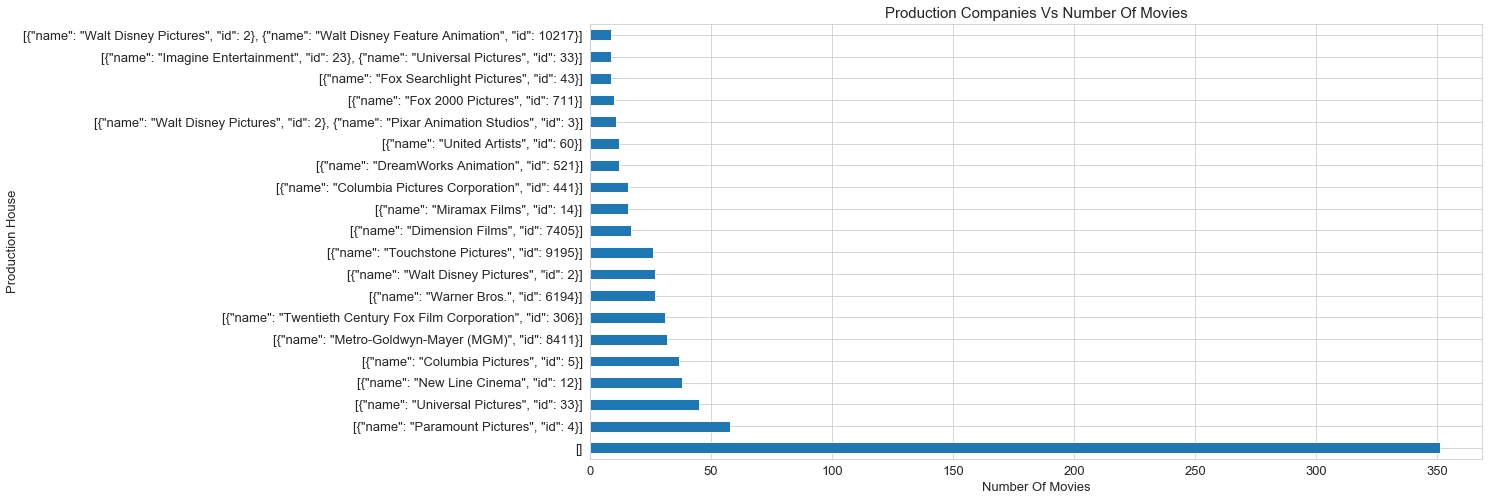 Production Companies Vs Number Of Movies
[{"name": "Walt Disney Pictures", "id": 2}, {"name": "Walt Disney Feature Animation", "id": 10217}]
[{"name": "Imagine Entertainment", "id": 23}, {"name": "Universal Pictures", "id": 33}]
[{"name": "Fox Searchlight Pictures", "id": 43}]
[{"name": "Fox 2000 Pictures", "id": 711}]
[{"name": "Walt Disney Pictures", "id": 2}, {"name": "Pixar Animation Studios", "id": 3}]
[{"name": "United Artists", "id": 60}]
[{"name": "DreamWorks Animation", "id": 521}]
[{"name": "Columbia Pictures Corporation", "id": 441}]
[{"name": "Miramax Films", "id": 14}]
[{"name": "Dimension Films", "id": 7405}]
[{"name": "Touchstone Pictures", "id": 9195}]
[{"name": "Walt Disney Pictures", "id": 2}]
[{"name": "Warner Bros.", "id": 6194}]
[{"name": "Twentieth Century Fox Film Corporation", "id": 306}]
[{"name": "Metro-Goldwyn-Mayer (MGM)", "id": 8411}]
[{"name": "Columbia Pictures", "id": 5}]
[{"name": "New Line Cinema", "id": 12}]
[{"name": "Universal Pictures", "id": 33}]
[{"name": "Paramount Pictures", "id": 4}]
[]
Production House
0 50 100 150 200 250 300 350
Number Of Movies